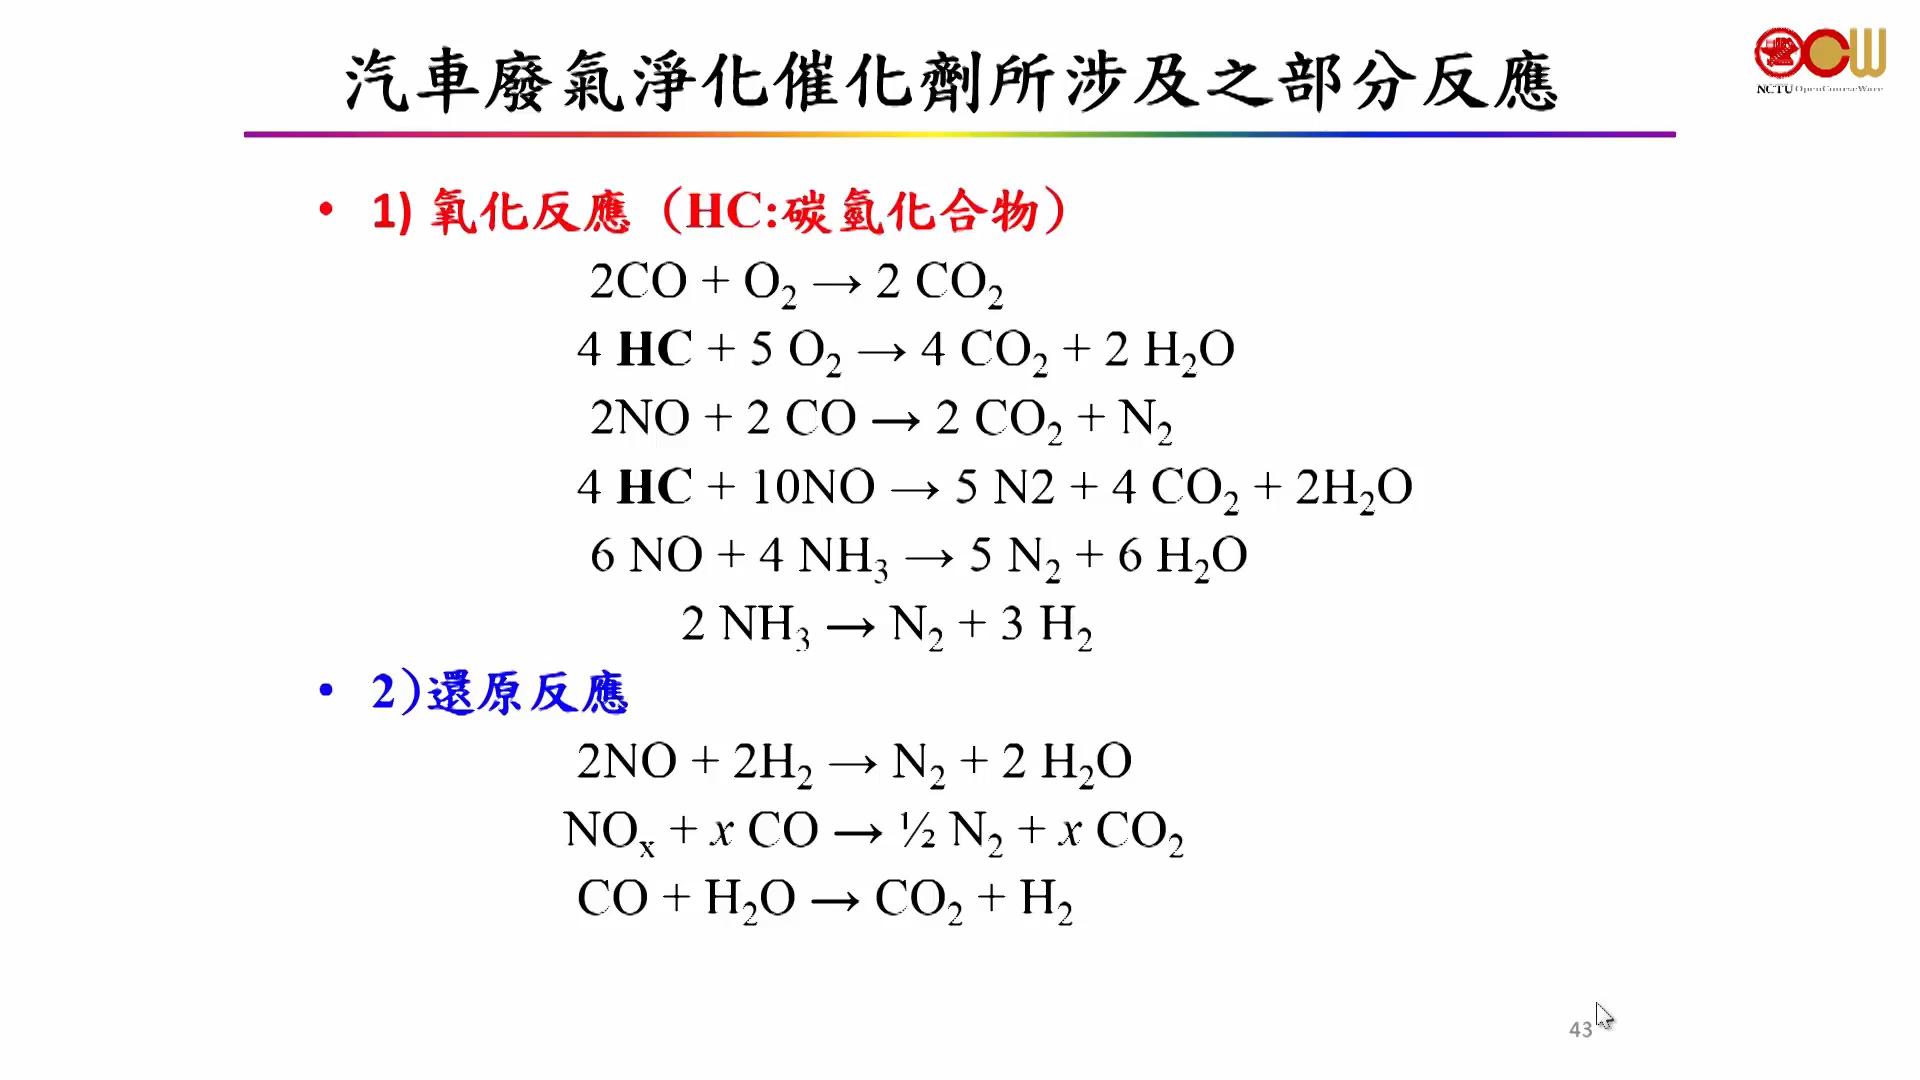 汽車廢氣淨化催化劑所涉及之部分反應
NCTU OpenCourseWare
• 1) 氧化反應（HC:碳氫化合物）
2CO + O₂ → 2 CO₂
4 HC + 5 O₂ → 4 CO₂ + 2 H₂O
2NO + 2 CO → 2 CO₂ + N₂
4 HC + 10NO → 5 N2 + 4 CO₂ + 2H₂O
6 NO + 4 NH₃ → 5 N₂ + 6 H₂O
2 NH₃ → N₂ + 3 H₂
• 2)還原反應
2NO + 2H₂ → N₂ + 2 H₂O
NOₓ + x CO → ½ N₂ + x CO₂
CO + H₂O → CO₂ + H₂
43